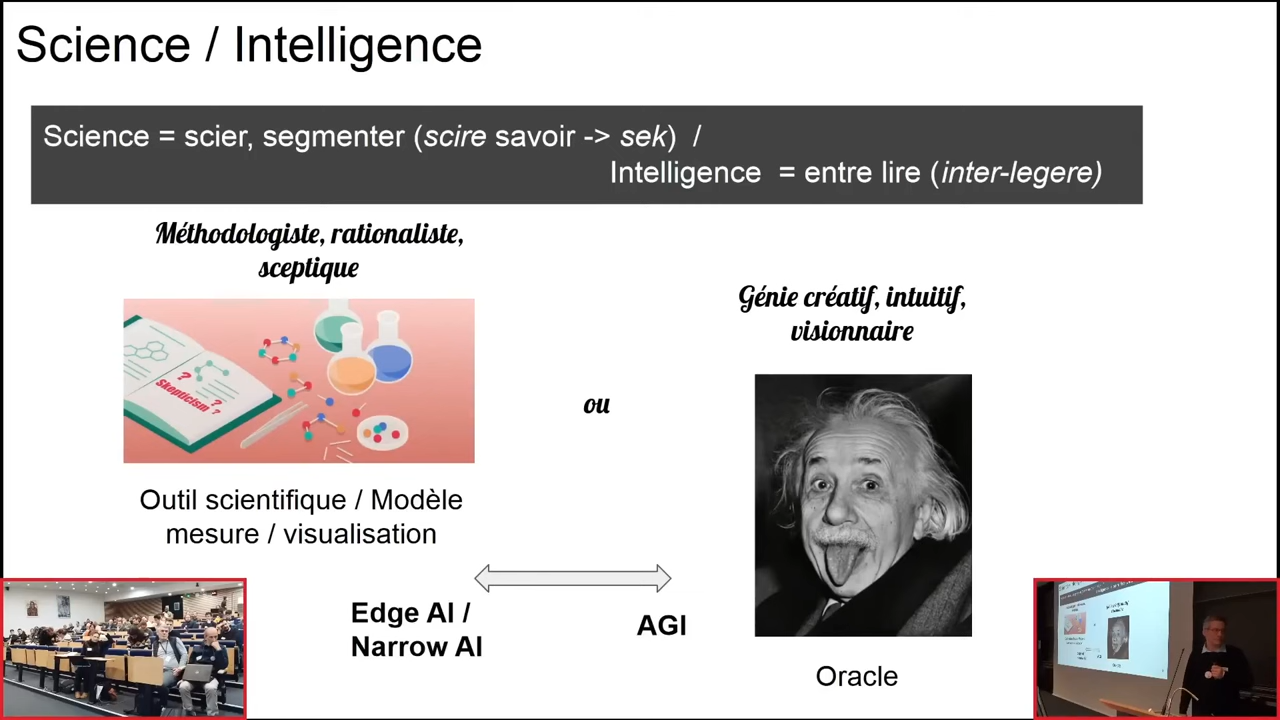 Science / Intelligence
Science = scier, segmenter (scire savoir -> sek) /
Intelligence = entre lire (inter-legere)
Méthodologiste, rationaliste,
sceptique
? Skepticism ?
?
Outil scientifique / Modèle
mesure / visualisation
ou
Génie créatif, intuitif,
visionnaire
Edge AI /
Narrow AI
AGI
Oracle